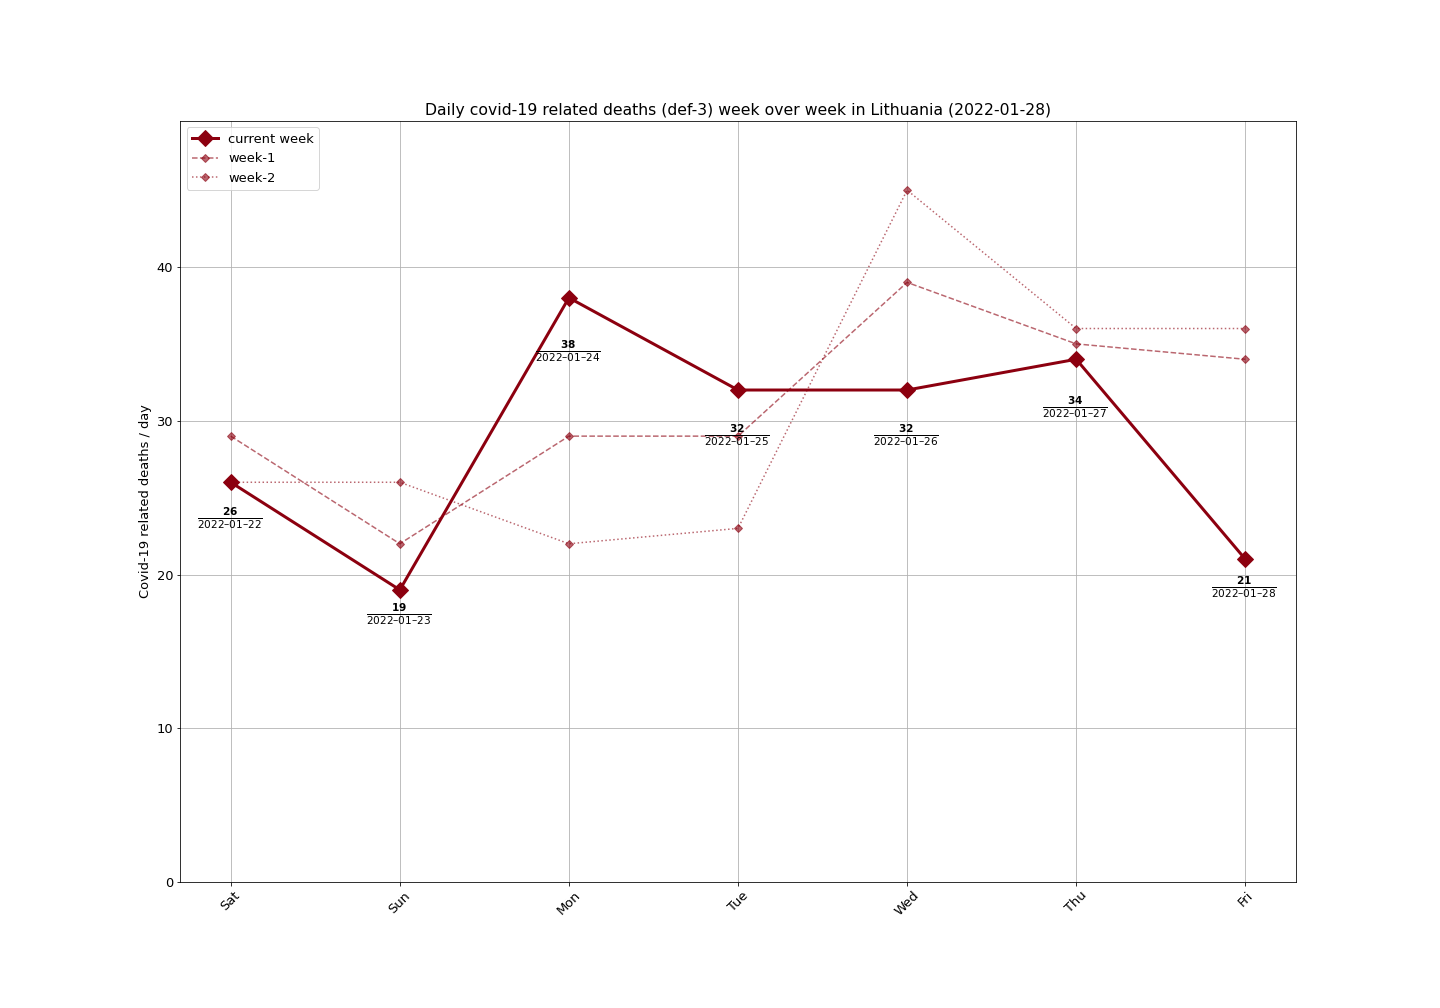 Daily covid-19 related deaths (def-3) week over week in Lithuania (2022-01-28)
current week
week-1
week-2
Covid-19 related deaths / day
40
30
20
10
0
26
2022–01–22
19
2022–01–23
38
2022–01–24
32
2022–01–25
32
2022–01–26
34
2022–01–27
21
2022–01–28
Sat
Sun
Mon
Tue
Wed
Thu
Fri